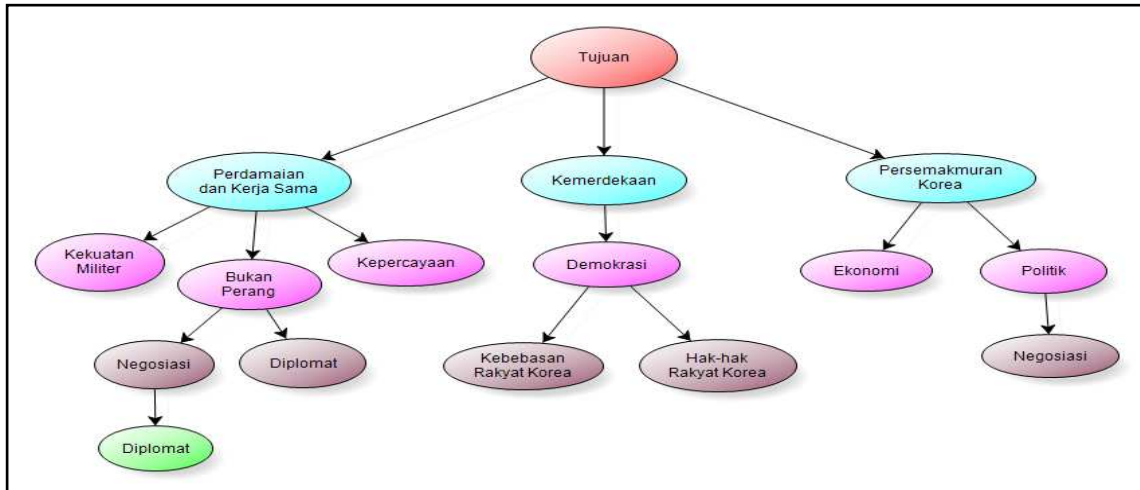 Tujuan
Perdamaian
dan Kerja Sama
Kemerdekaan
Persemakmuran
Korea
Kekuatan
Militer
Bukan
Perang
Kepercayaan
Demokrasi
Ekonomi
Politik
Negosiasi
Diplomat
Kebebasan
Rakyat Korea
Hak-hak
Rakyat Korea
Negosiasi
Diplomat